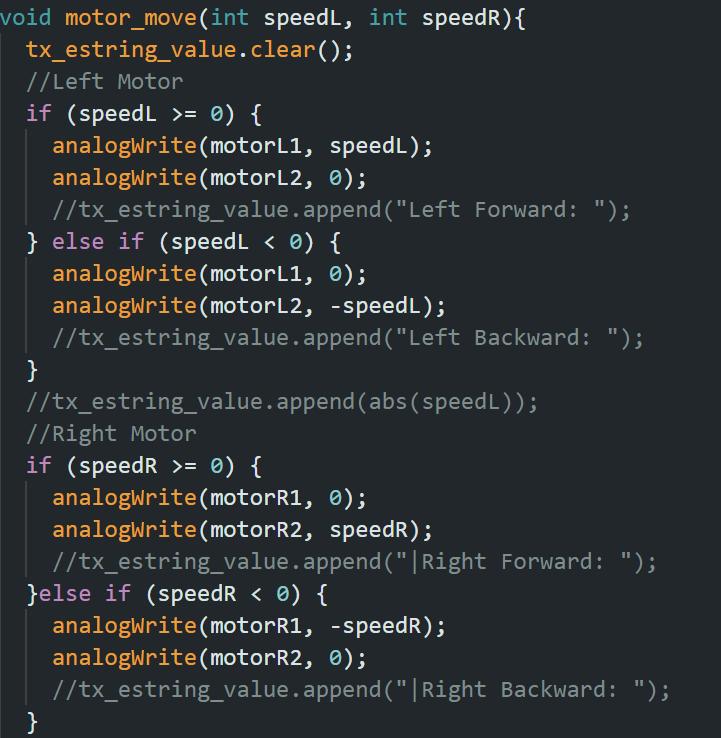 void motor_move(int speedL, int speedR){
  tx_estring_value.clear();
  //Left Motor
  if (speedL >= 0) {
    analogWrite(motorL1, speedL);
    analogWrite(motorL2, 0);
    //tx_estring_value.append("Left Forward: ");
  } else if (speedL < 0) {
    analogWrite(motorL1, 0);
    analogWrite(motorL2, -speedL);
    //tx_estring_value.append("Left Backward: ");
  }
  //tx_estring_value.append(abs(speedL));
  //Right Motor
  if (speedR >= 0) {
    analogWrite(motorR1, 0);
    analogWrite(motorR2, speedR);
    //tx_estring_value.append("|Right Forward: ");
  }else if (speedR < 0) {
    analogWrite(motorR1, -speedR);
    analogWrite(motorR2, 0);
    //tx_estring_value.append("|Right Backward: ");
  }